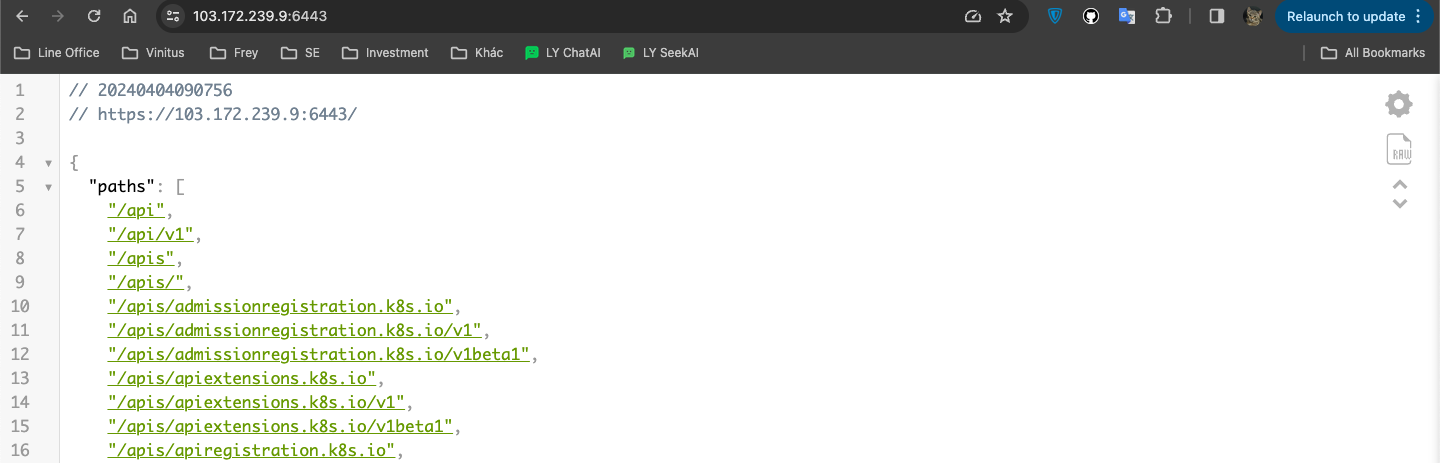 103.172.239.9:6443
Relaunch to update
Line Office Vinitus Frey SE Investment Khác LY ChatAI LY SeekAI All Bookmarks
1 // 20240404090756
2 // https://103.172.239.9:6443/
3
4 {
5 "paths": [
6 "/api",
7 "/api/v1",
8 "/apis",
9 "/apis/",
10 "/apis/admissionregistration.k8s.io",
11 "/apis/admissionregistration.k8s.io/v1",
12 "/apis/admissionregistration.k8s.io/v1beta1",
13 "/apis/apiextensions.k8s.io",
14 "/apis/apiextensions.k8s.io/v1",
15 "/apis/apiextensions.k8s.io/v1beta1",
16 "/apis/apiregistration.k8s.io",
RAW